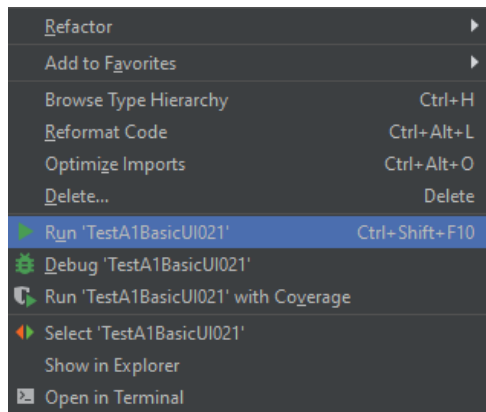 Refactor
Add to Favorites
Browse Type Hierarchy Ctrl+H
Reformat Code Ctrl+Alt+L
Optimize Imports Ctrl+Alt+O
Delete... Delete
Run 'TestA1BasicUI021' Ctrl+Shift+F10
Debug 'TestA1BasicUI021'
Run 'TestA1BasicUI021' with Coverage
Select 'TestA1BasicUI021'
Show in Explorer
Open in Terminal